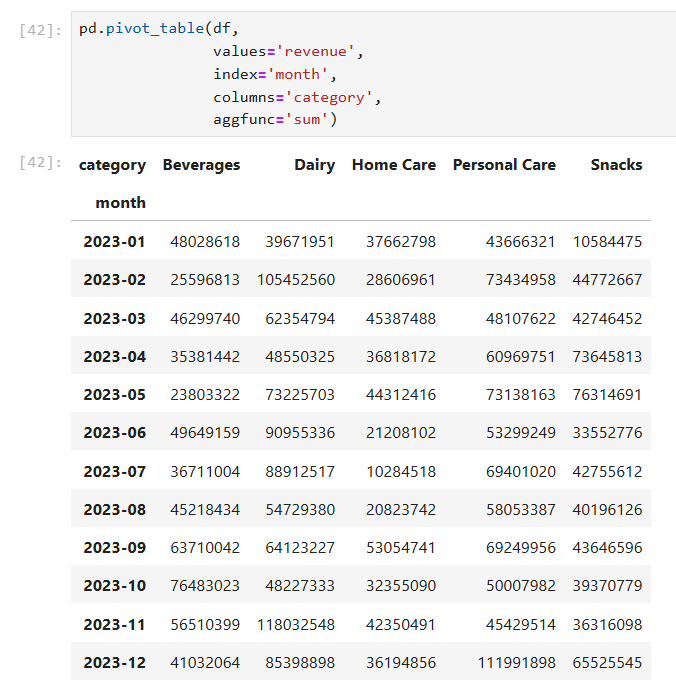 [42]: pd.pivot_table(df,
values='revenue',
index='month',
columns='category',
aggfunc='sum')
[42]: category Beverages Dairy Home Care Personal Care Snacks
month
2023-01 48028618 39671951 37662798 43666321 10584475
2023-02 25596813 105452560 28606961 73434958 44772667
2023-03 46299740 62354794 45387488 48107622 42746452
2023-04 35381442 48550325 36818172 60969751 73645813
2023-05 23803322 73225703 44312416 73138163 76314691
2023-06 49649159 90955336 21208102 53299249 33552776
2023-07 36711004 88912517 10284518 69401020 42755612
2023-08 45218434 54729380 20823742 58053387 40196126
2023-09 63710042 64123227 53054741 69249956 43646596
2023-10 76483023 48227333 32355090 50007982 39370779
2023-11 56510399 118032548 42350491 45429514 36316098
2023-12 41032064 85398898 36194856 111991898 65525545